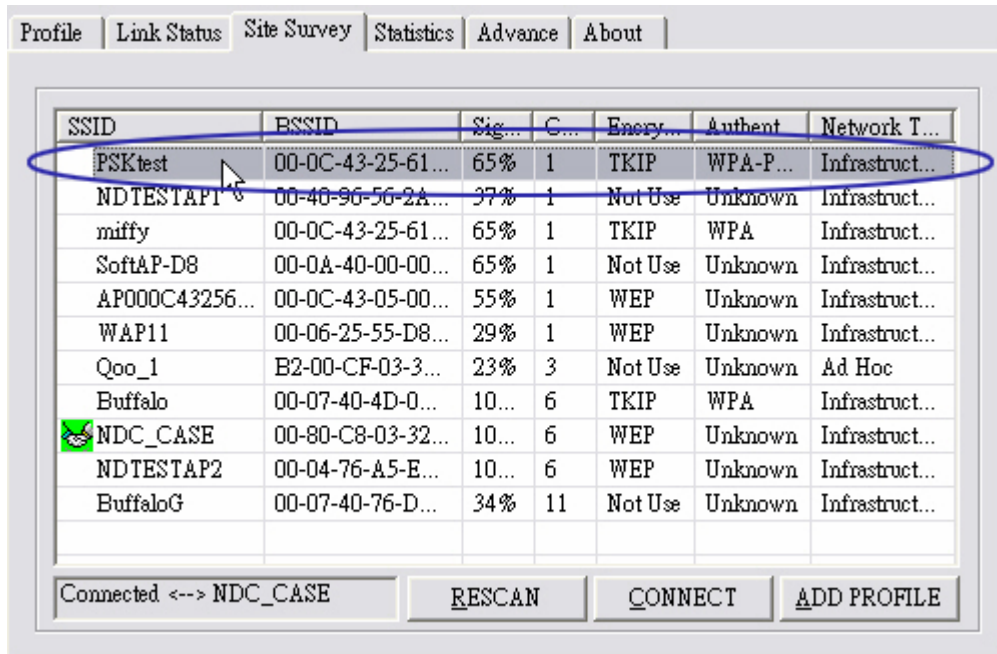 Profile Link Status Site Survey Statistics Advance About
SSID BSSID Sig... C... Encry... Authent Network T...
PSKtest 00-0C-43-25-61... 65% 1 TKIP WPA-P... Infrastruct...
NDTESTAP1 00-40-96-56-2A... 37% 1 Not Use Unknown Infrastruct...
miffy 00-0C-43-25-61... 65% 1 TKIP WPA Infrastruct...
SoftAP-D8 00-0A-40-00-00... 65% 1 Not Use Unknown Infrastruct...
AP000C43256... 00-0C-43-05-00... 55% 1 WEP Unknown Infrastruct...
WAP11 00-06-25-55-D8... 29% 1 WEP Unknown Infrastruct...
Qoo_1 B2-00-CF-03-3... 23% 3 Not Use Unknown Ad Hoc
Buffalo 00-07-40-4D-0... 10... 6 TKIP WPA Infrastruct...
NDC_CASE 00-80-C8-03-32... 10... 6 WEP Unknown Infrastruct...
NDTESTAP2 00-04-76-A5-E... 10... 6 WEP Unknown Infrastruct...
BuffaloG 00-07-40-76-D... 34% 11 Not Use Unknown Infrastruct...
Connected <--> NDC_CASE RESCAN CONNECT ADD PROFILE